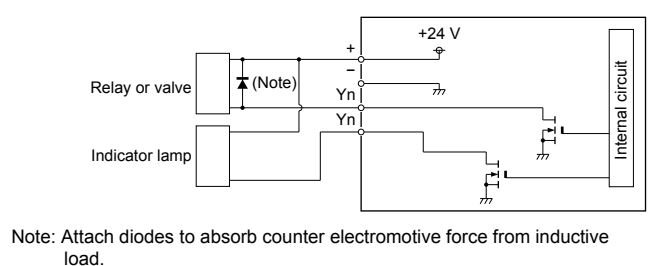 +24 V
+
−
Relay or valve
(Note)
Yn
Yn
Indicator lamp
Internal circuit
Note: Attach diodes to absorb counter electromotive force from inductive
load.